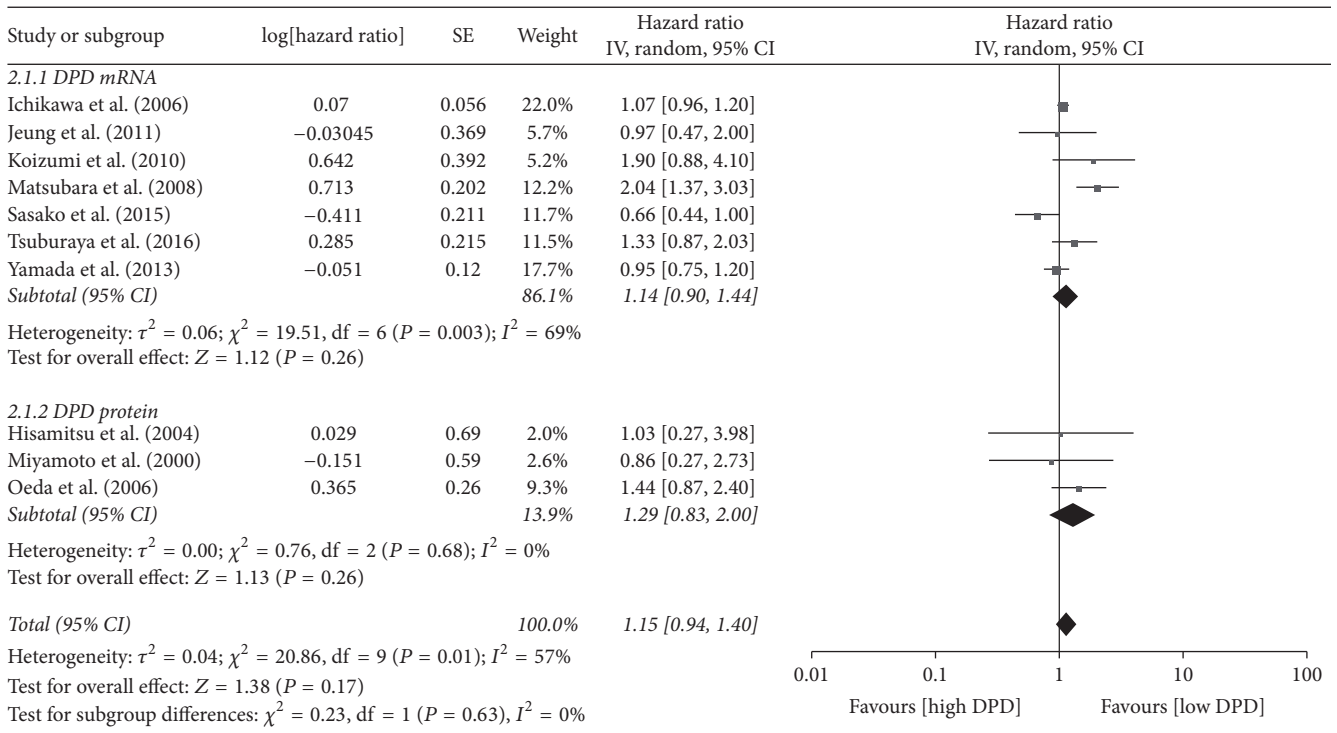 Study or subgroup log[hazard ratio] SE Weight Hazard ratio IV, random, 95% CI Hazard ratio IV, random, 95% CI
2.1.1 DPD mRNA
Ichikawa et al. (2006) 0.07 0.056 22.0% 1.07 [0.96, 1.20]
Jeung et al. (2011) −0.03045 0.369 5.7% 0.97 [0.47, 2.00]
Koizumi et al. (2010) 0.642 0.392 5.2% 1.90 [0.88, 4.10]
Matsubara et al. (2008) 0.713 0.202 12.2% 2.04 [1.37, 3.03]
Sasako et al. (2015) −0.411 0.211 11.7% 0.66 [0.44, 1.00]
Tsuburaya et al. (2016) 0.285 0.215 11.5% 1.33 [0.87, 2.03]
Yamada et al. (2013) −0.051 0.12 17.7% 0.95 [0.75, 1.20]
Subtotal (95% CI) 86.1% 1.14 [0.90, 1.44]
Heterogeneity: τ² = 0.06; χ² = 19.51, df = 6 (P = 0.003); I² = 69%
Test for overall effect: Z = 1.12 (P = 0.26)
2.1.2 DPD protein
Hisamitsu et al. (2004) 0.029 0.69 2.0% 1.03 [0.27, 3.98]
Miyamoto et al. (2000) −0.151 0.59 2.6% 0.86 [0.27, 2.73]
Oeda et al. (2006) 0.365 0.26 9.3% 1.44 [0.87, 2.40]
Subtotal (95% CI) 13.9% 1.29 [0.83, 2.00]
Heterogeneity: τ² = 0.00; χ² = 0.76, df = 2 (P = 0.68); I² = 0%
Test for overall effect: Z = 1.13 (P = 0.26)
Total (95% CI) 100.0% 1.15 [0.94, 1.40]
Heterogeneity: τ² = 0.04; χ² = 20.86, df = 9 (P = 0.01); I² = 57%
Test for overall effect: Z = 1.38 (P = 0.17)
Test for subgroup differences: χ² = 0.23, df = 1 (P = 0.63), I² = 0%
0.01 0.1 1 10 100
Favours [high DPD] Favours [low DPD]